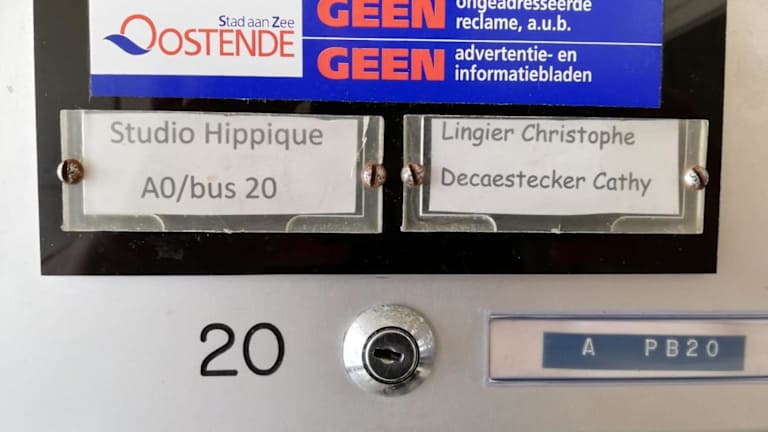 Stad aan Zee
OOSTENDE
GEEN ongeadresseerde
reclame, a.u.b.
GEEN advertentie- en
informatiebladen
Studio Hippique
A0/bus 20
Lingier Christophe
Decaestecker Cathy
20
A PB20